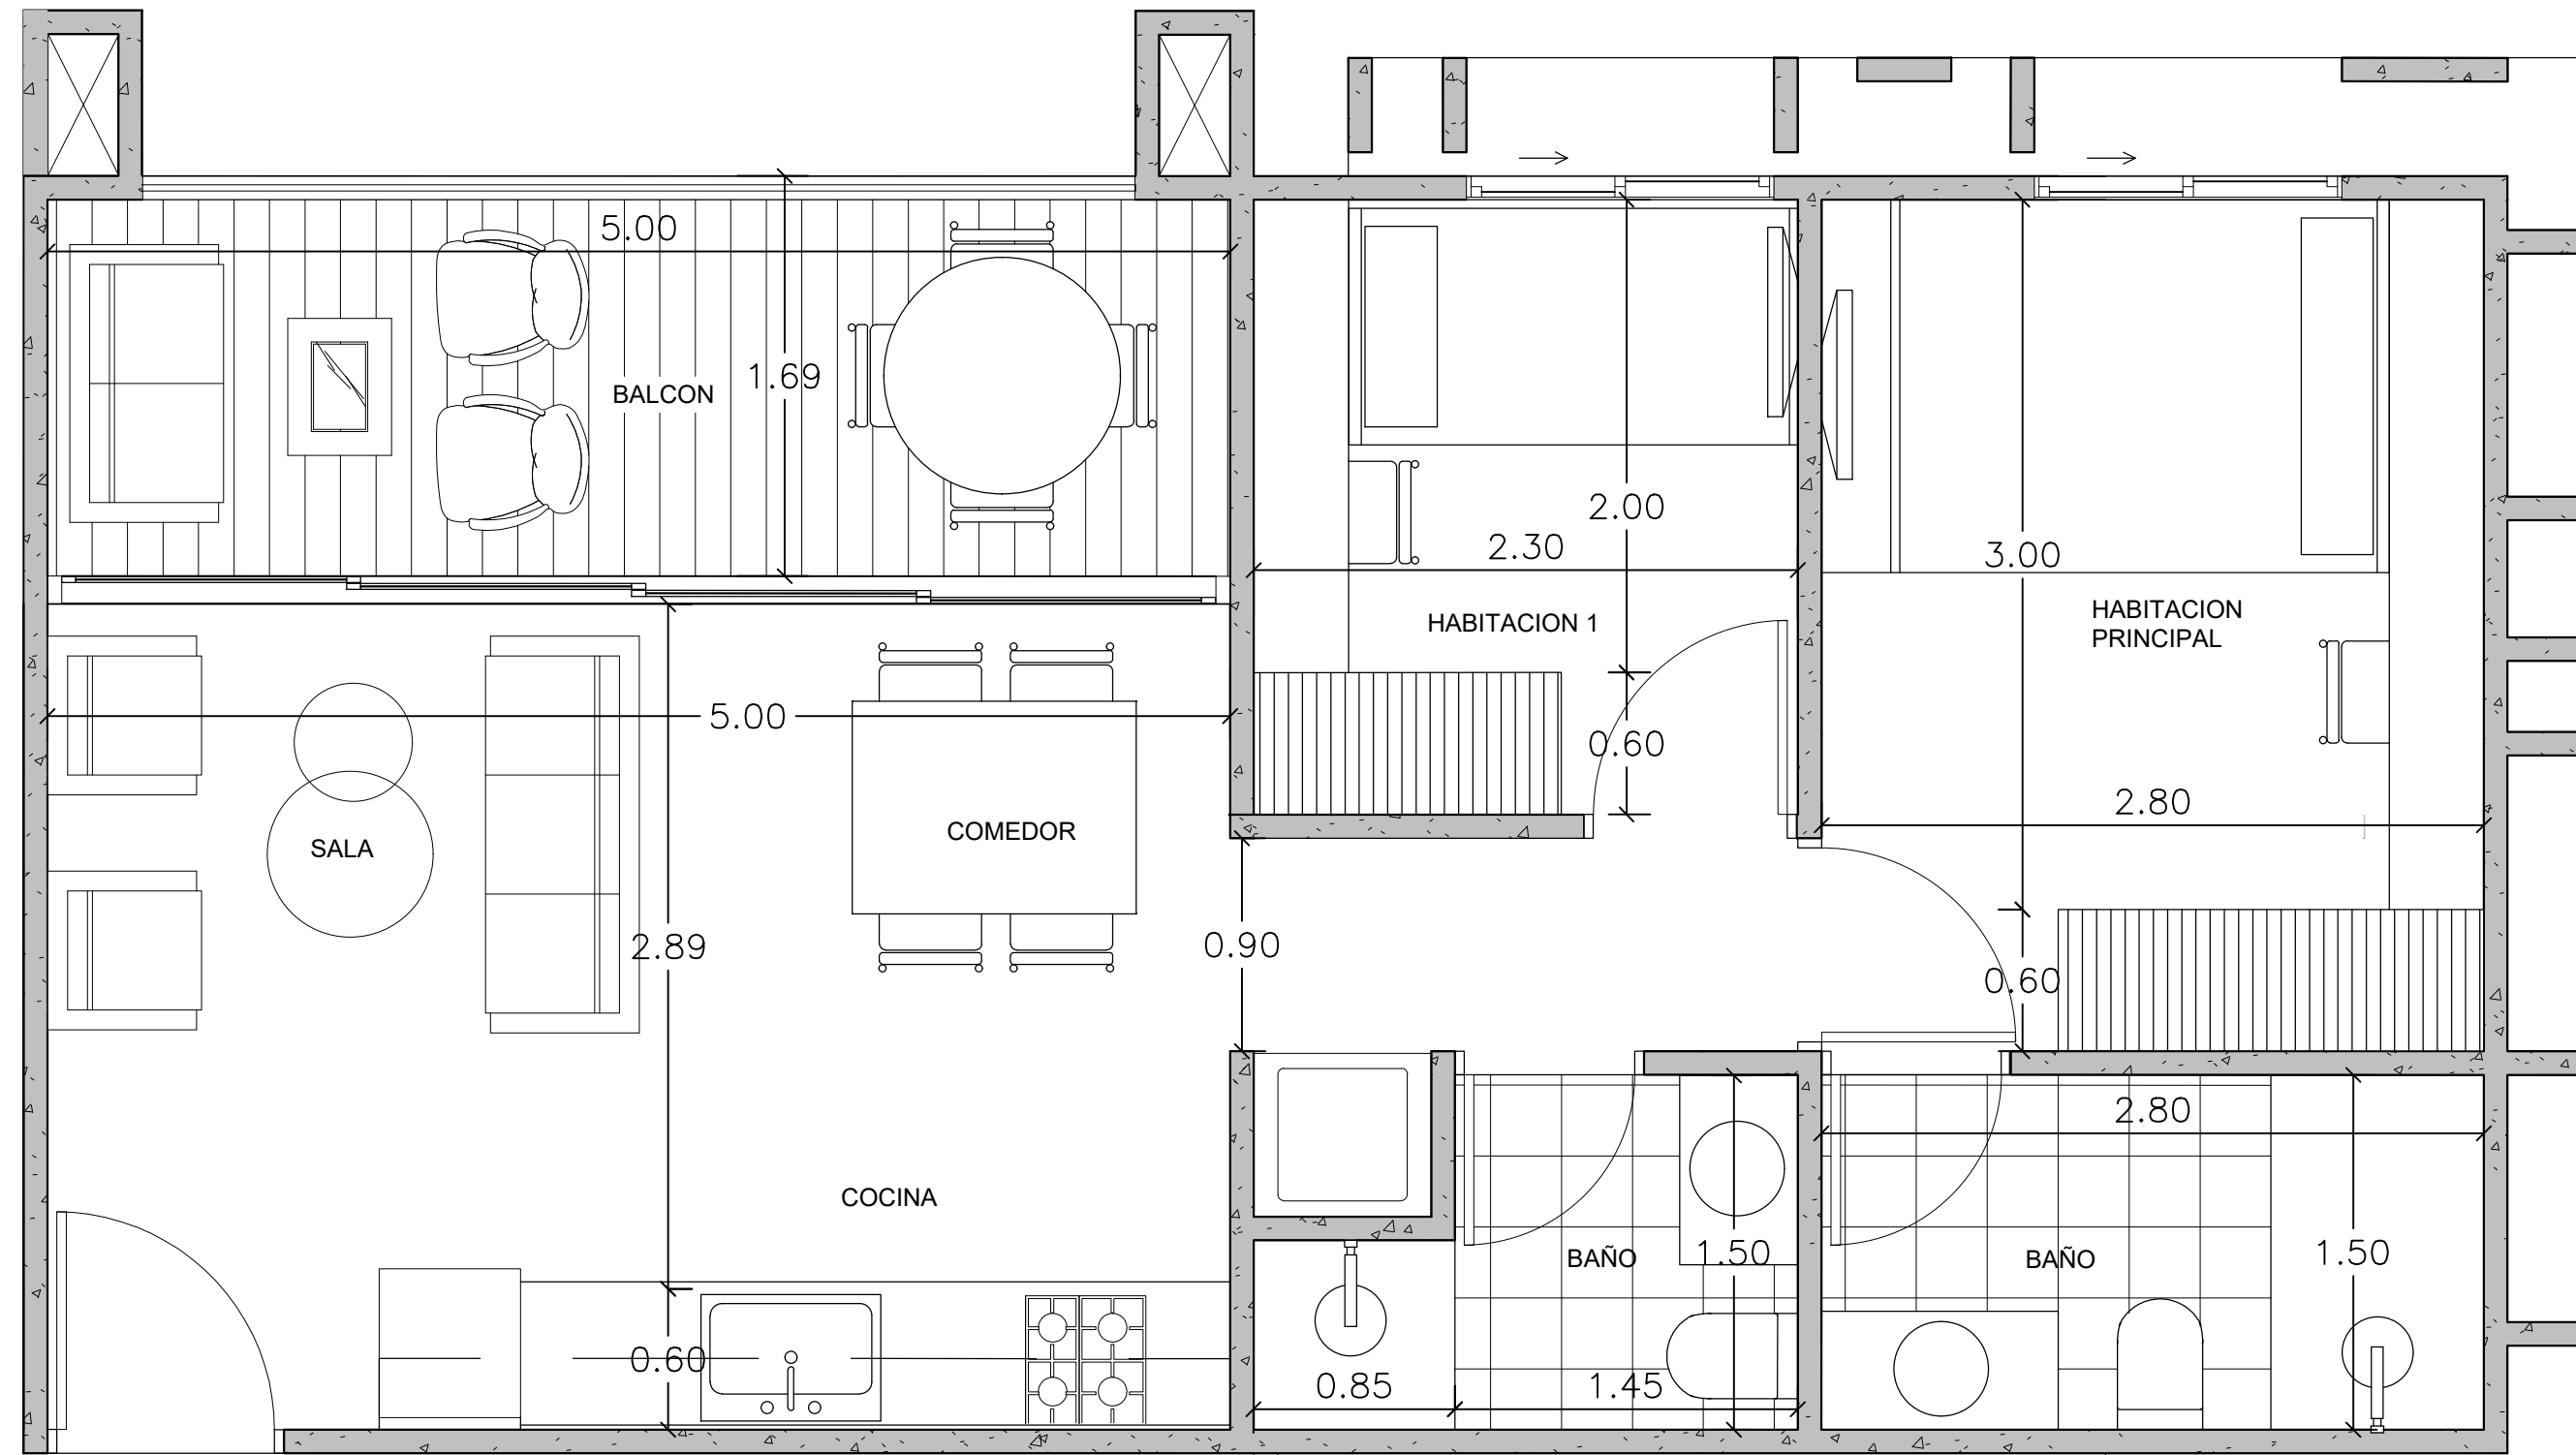 5.00
BALCON
1.69
2.00
2.30
3.00
HABITACION 1
HABITACION
PRINCIPAL
5.00
0.60
2.80
COMEDOR
SALA
2.89
0.90
0.60
2.80
COCINA
BAÑO
1.50
BAÑO
1.50
0.60
0.85
1.45